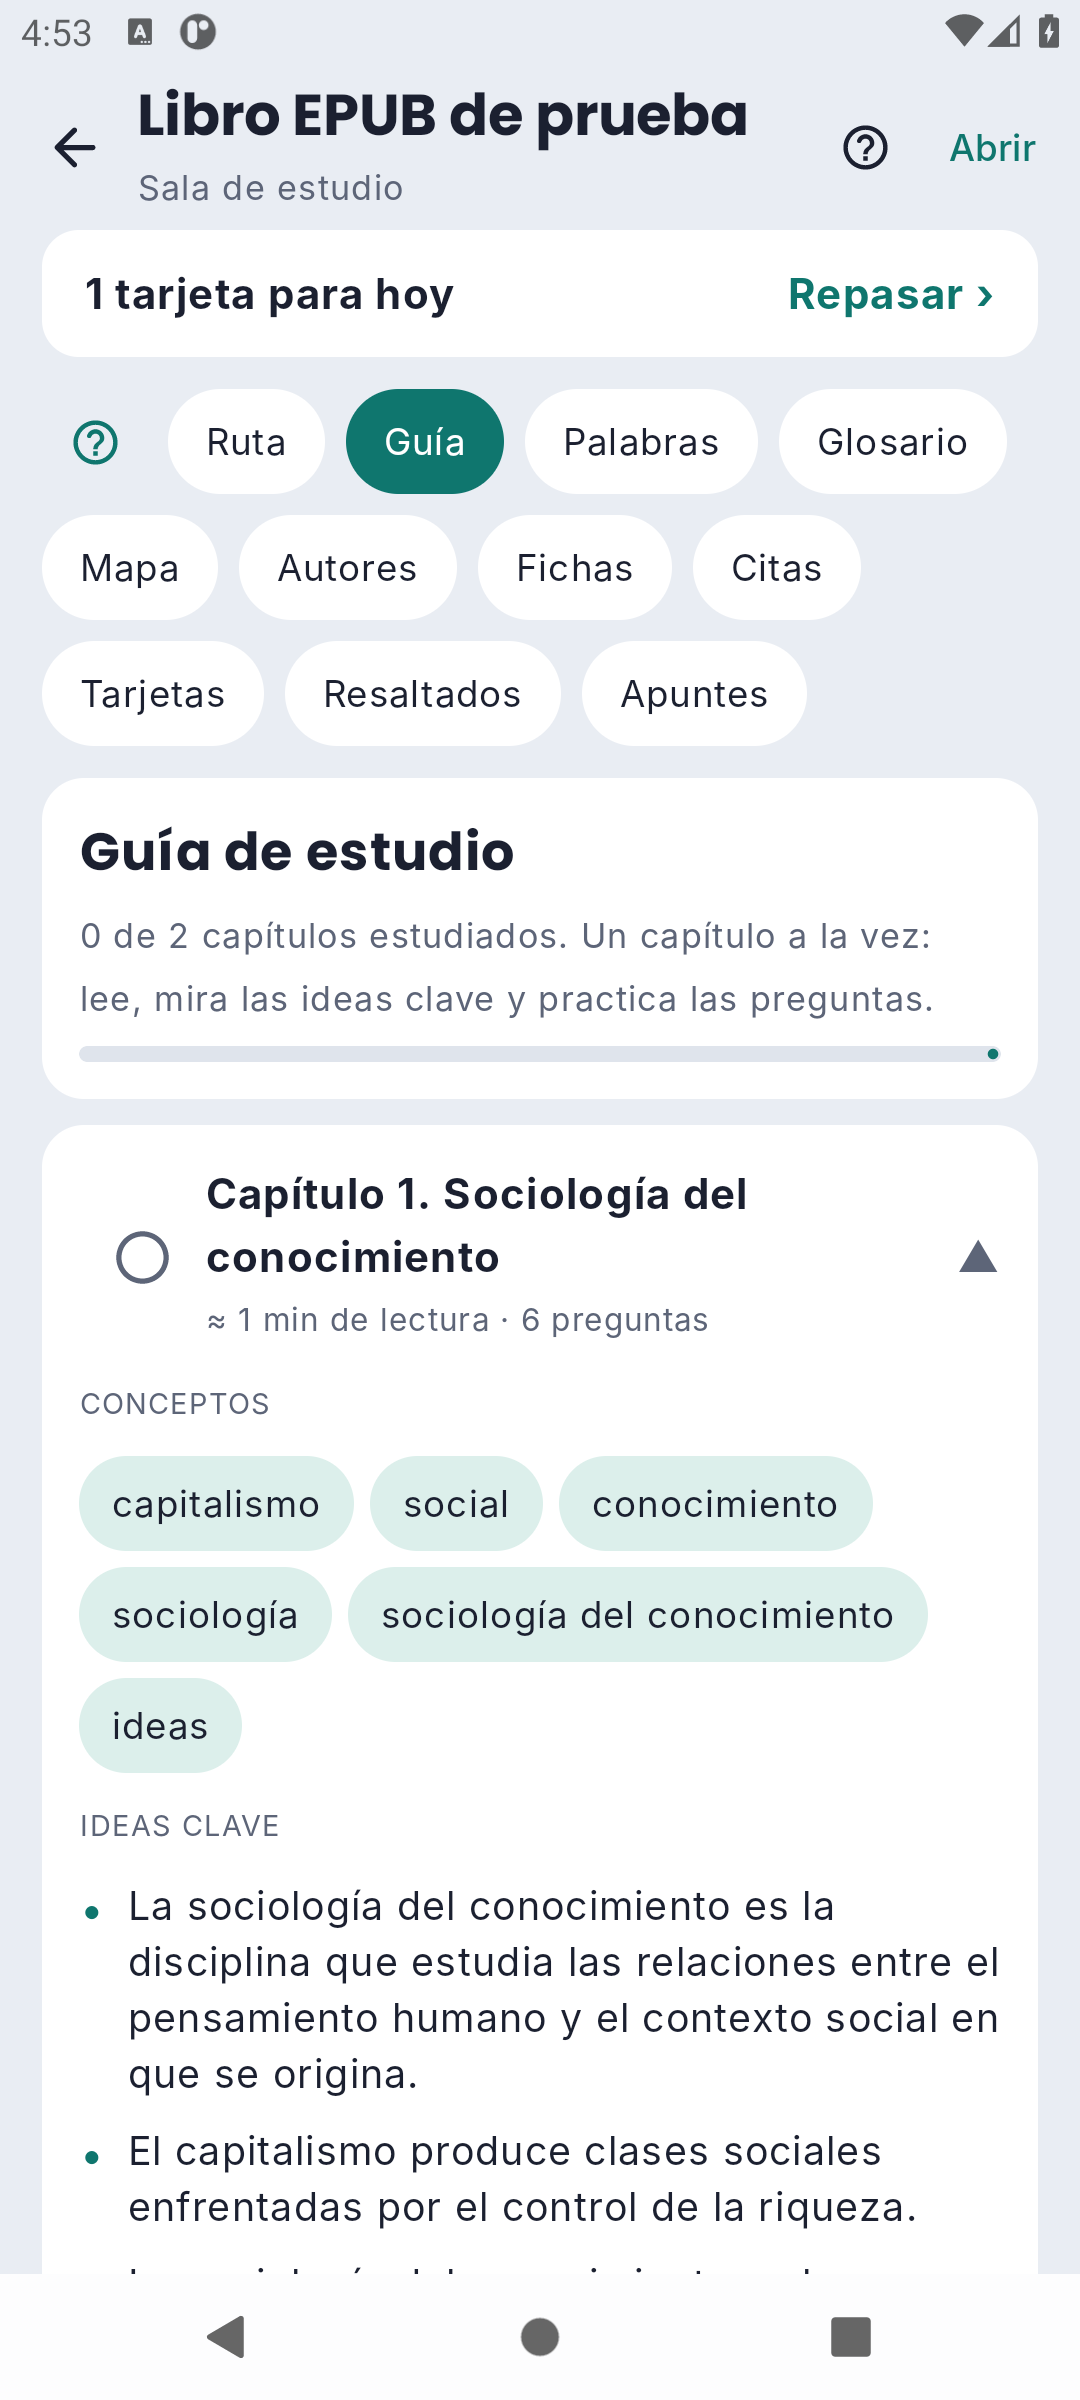 4:53
Libro EPUB de prueba
Sala de estudio
Abrir
1 tarjeta para hoy
Repasar ›
Ruta
Guía
Palabras
Glosario
Mapa
Autores
Fichas
Citas
Tarjetas
Resaltados
Apuntes
Guía de estudio
0 de 2 capítulos estudiados. Un capítulo a la vez:
lee, mira las ideas clave y practica las preguntas.
Capítulo 1. Sociología del
conocimiento
≈ 1 min de lectura · 6 preguntas
CONCEPTOS
capitalismo
social
conocimiento
sociología
sociología del conocimiento
ideas
IDEAS CLAVE
• La sociología del conocimiento es la
disciplina que estudia las relaciones entre el
pensamiento humano y el contexto social en
que se origina.
• El capitalismo produce clases sociales
enfrentadas por el control de la riqueza.